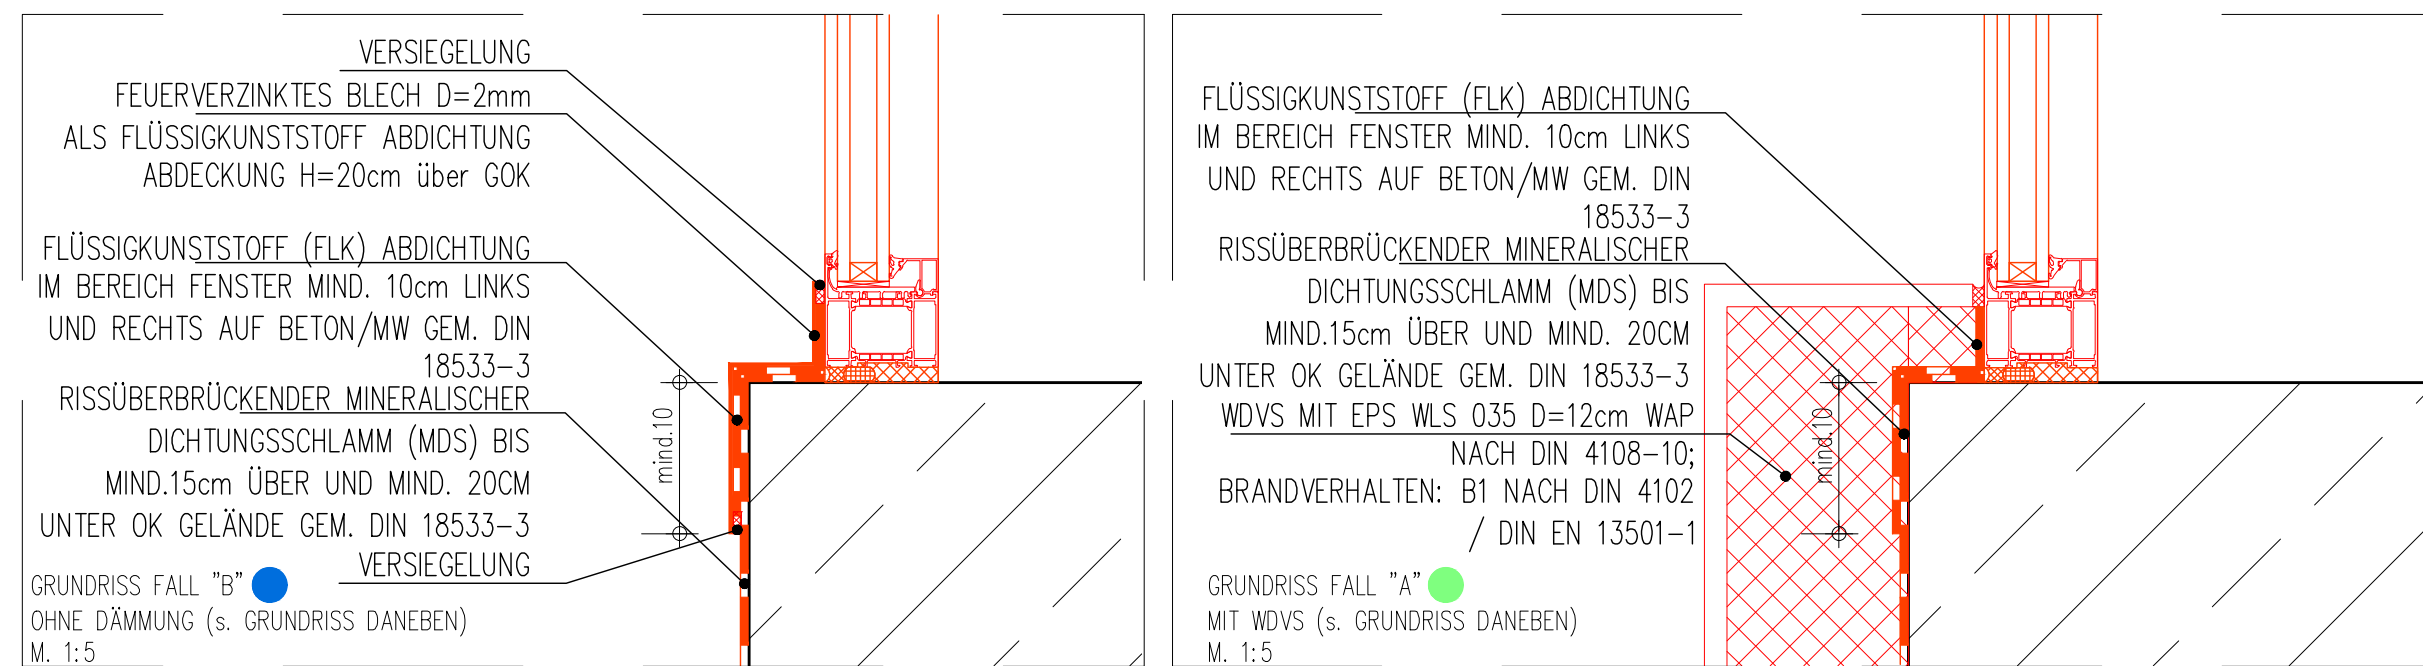 VERSIEGELUNG
FEUERVERZINKTES BLECH D=2mm
ALS FLÜSSIGKUNSTSTOFF ABDICHTUNG
ABDECKUNG H=20cm über GOK
FLÜSSIGKUNSTSTOFF (FLK) ABDICHTUNG
IM BEREICH FENSTER MIND. 10cm LINKS
UND RECHTS AUF BETON/MW GEM. DIN
18533-3
RISSÜBERBRÜCKENDER MINERALISCHER
DICHTUNGSSCHLAMM (MDS) BIS
MIND.15cm ÜBER UND MIND. 20CM
UNTER OK GELÄNDE GEM. DIN 18533-3
VERSIEGELUNG
mind.10
GRUNDRISS FALL "B"
OHNE DÄMMUNG (s. GRUNDRISS DANEBEN)
M. 1:5
FLÜSSIGKUNSTSTOFF (FLK) ABDICHTUNG
IM BEREICH FENSTER MIND. 10cm LINKS
UND RECHTS AUF BETON/MW GEM. DIN
18533-3
RISSÜBERBRÜCKENDER MINERALISCHER
DICHTUNGSSCHLAMM (MDS) BIS
MIND.15cm ÜBER UND MIND. 20CM
UNTER OK GELÄNDE GEM. DIN 18533-3
WDVS MIT EPS WLS 035 D=12cm WAP
NACH DIN 4108-10;
BRANDVERHALTEN: B1 NACH DIN 4102
/ DIN EN 13501-1
mind.10
GRUNDRISS FALL "A"
MIT WDVS (s. GRUNDRISS DANEBEN)
M. 1:5